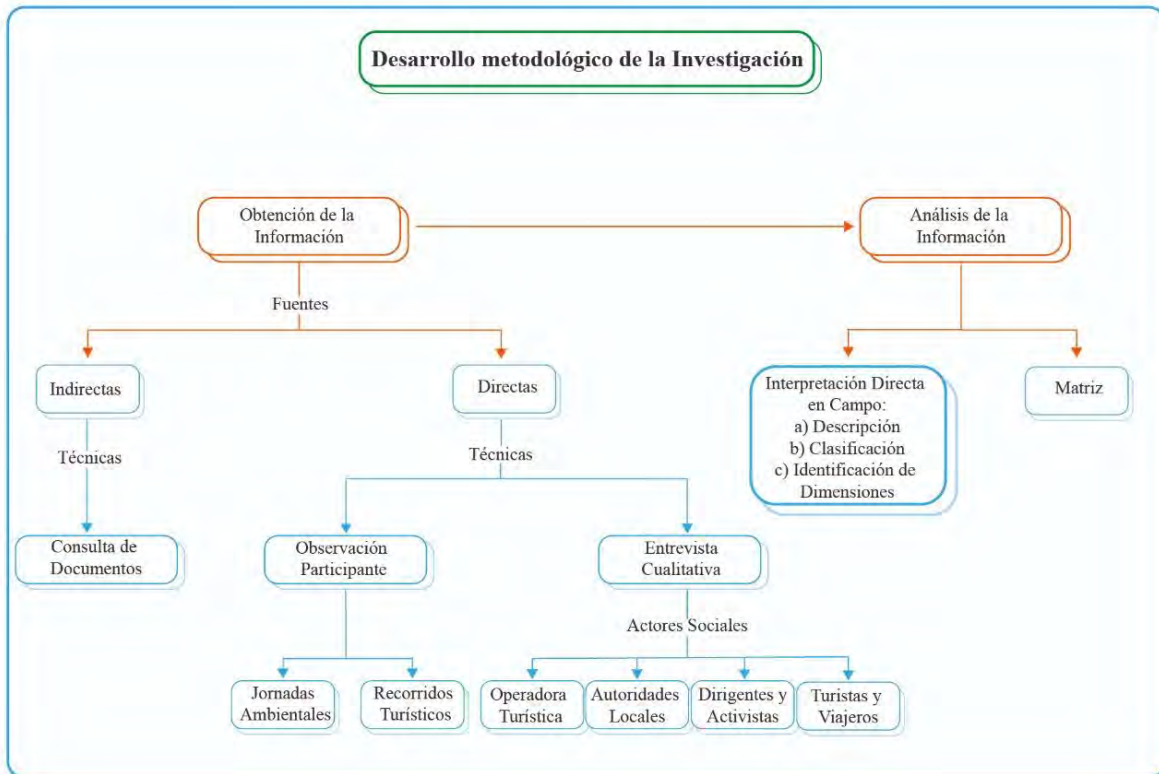 Desarrollo metodológico de la Investigación
Obtención de la
Información
Análisis de la
Información
Fuentes
Indirectas
Directas
Interpretación Directa
en Campo:
a) Descripción
b) Clasificación
c) Identificación de
Dimensiones
Matriz
Técnicas
Técnicas
Consulta de
Documentos
Observación
Participante
Entrevista
Cualitativa
Actores Sociales
Jornadas
Ambientales
Recorridos
Turísticos
Operadora
Turística
Autoridades
Locales
Dirigentes y
Activistas
Turistas y
Viajeros